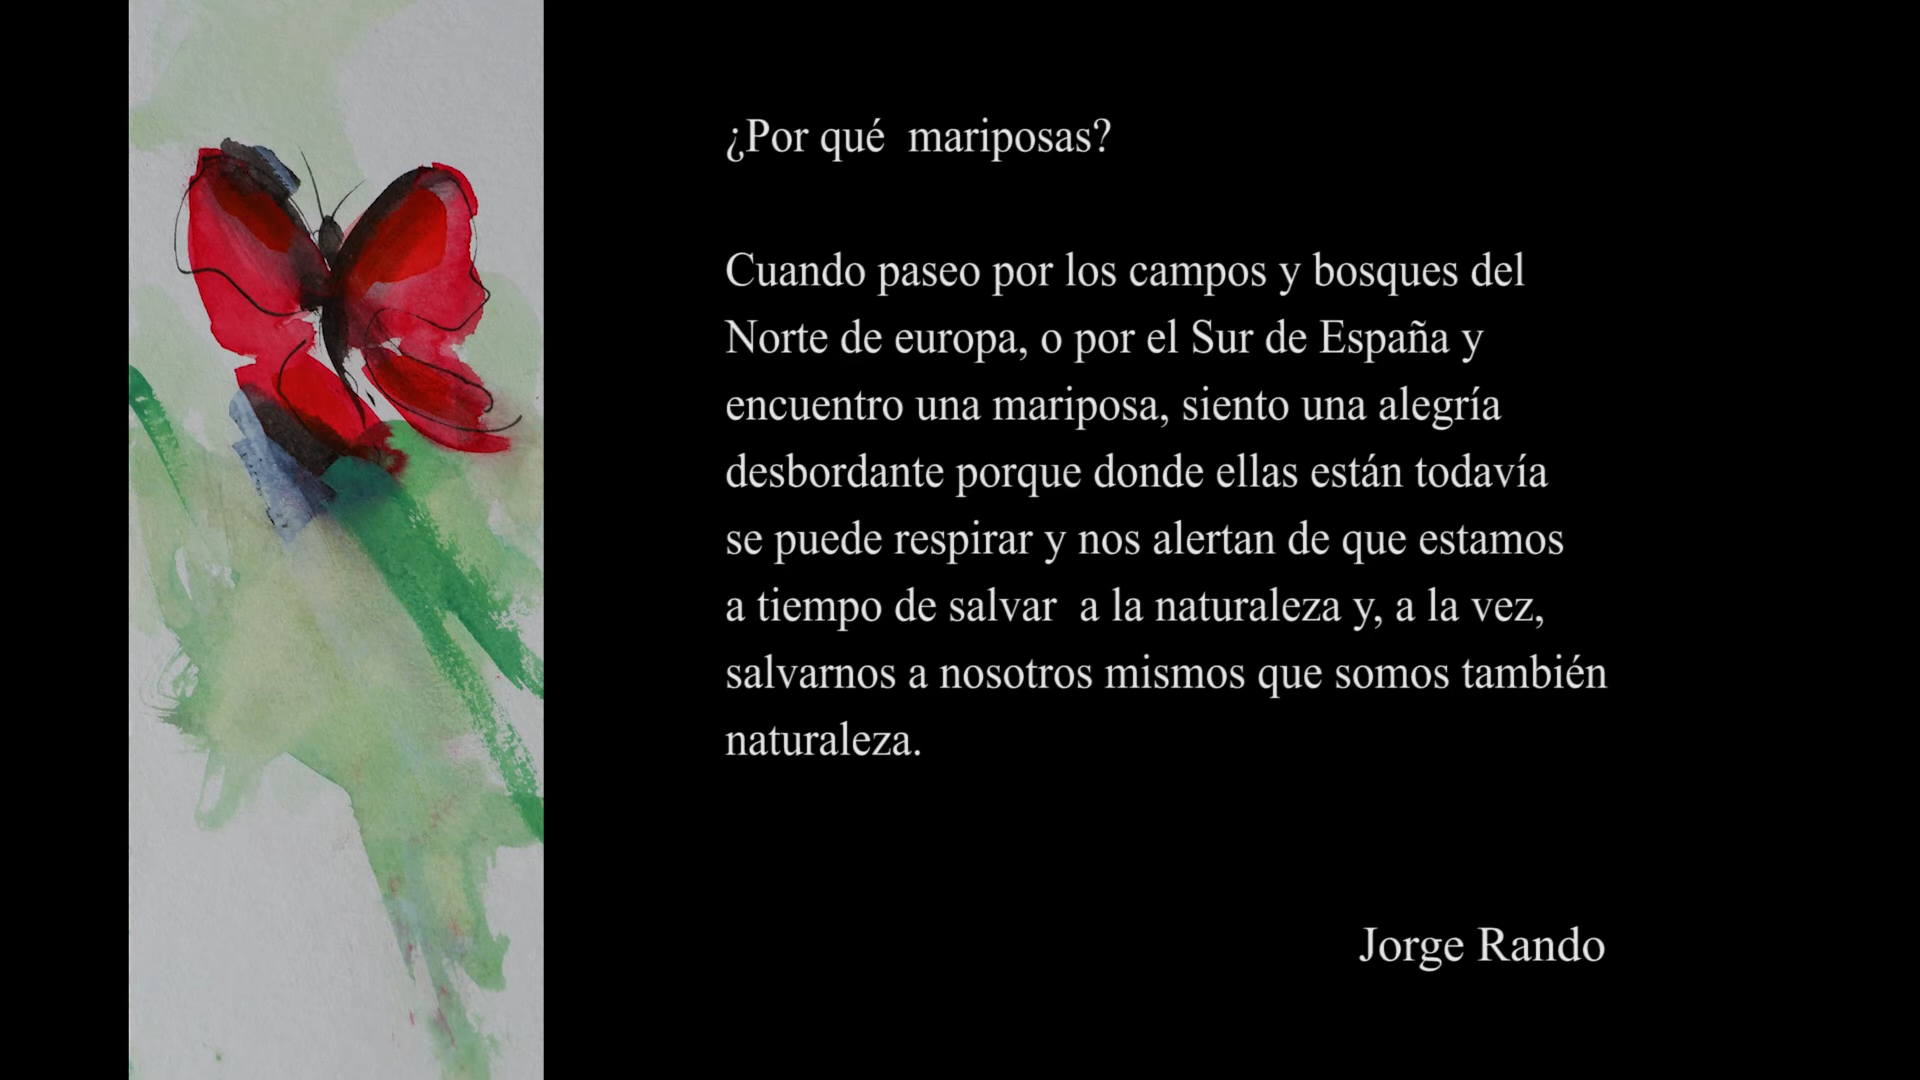 ¿Por qué  mariposas?
Cuando paseo por los campos y bosques del
Norte de europa, o por el Sur de España y
encuentro una mariposa, siento una alegría
desbordante porque donde ellas están todavía
se puede respirar y nos alertan de que estamos
a tiempo de salvar  a la naturaleza y, a la vez,
salvarnos a nosotros mismos que somos también
naturaleza.
Jorge Rando